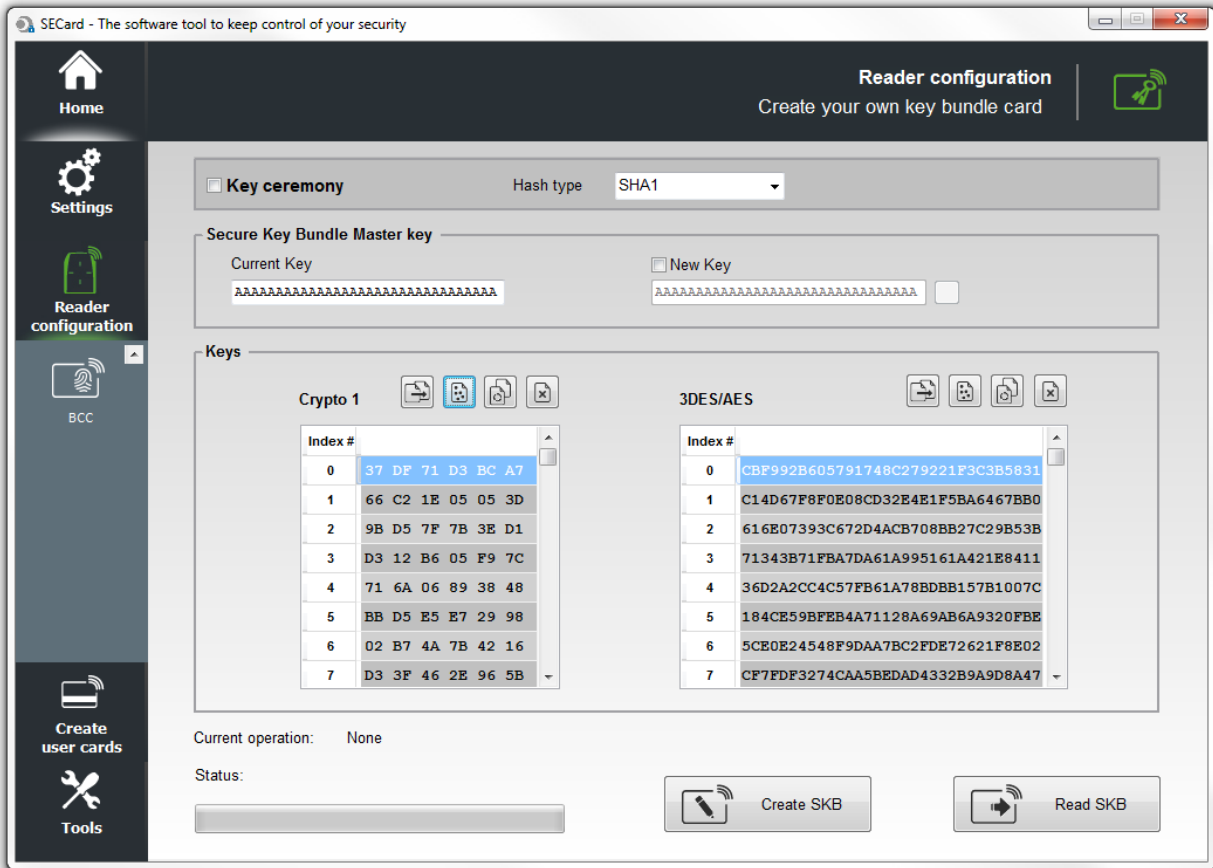 SECard - The software tool to keep control of your security
Home
Reader configuration
Create your own key bundle card
Settings
Reader
configuration
BCC
Create
user cards
Tools
Key ceremony Hash type SHA1
Secure Key Bundle Master key
Current Key New Key
AAAAAAAAAAAAAAAAAAAAAAAAAAAAAAAA AAAAAAAAAAAAAAAAAAAAAAAAAAAAAAAA
Keys
Crypto 1
Index #
0 37 DF 71 D3 BC A7
1 66 C2 1E 05 05 3D
2 9B D5 7F 7B 3E D1
3 D3 12 B6 05 F9 7C
4 71 6A 06 89 38 48
5 BB D5 E5 E7 29 98
6 02 B7 4A 7B 42 16
7 D3 3F 46 2E 96 5B
3DES/AES
Index #
0 CBF992B605791748C279221F3C3B5831
1 C14D67F8F0E08CD32E4E1F5BA6467BB0
2 616E07393C672D4ACB708BB27C29B53B
3 71343B71FBA7DA61A995161A421E8411
4 36D2A2CC4C57FB61A78BDBB157B1007C
5 184CE59BFEB4A71128A69AB6A9320FBE
6 5CE0E24548F9DAA7BC2FDE72621F8E02
7 CF7FDF3274CAA5BEDAD4332B9A9D8A47
Current operation: None
Status:
Create SKB
Read SKB